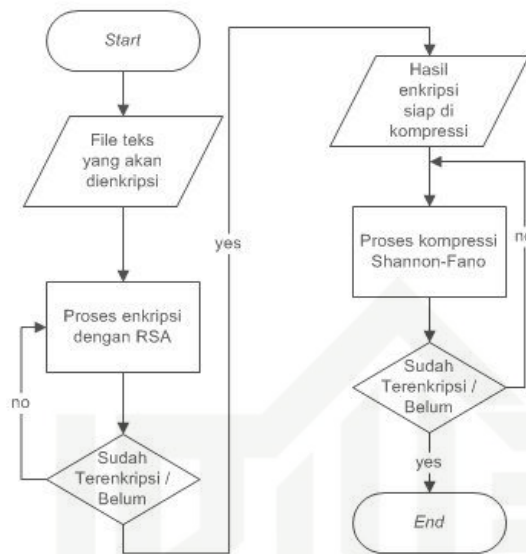 Start
File teks
yang akan
dienkripsi
Proses enkripsi
dengan RSA
no
Sudah
Terenkripsi /
Belum
yes
Hasil
enkripsi
siap di
kompressi
Proses kompressi
Shannon-Fano
no
Sudah
Terenkripsi /
Belum
yes
End